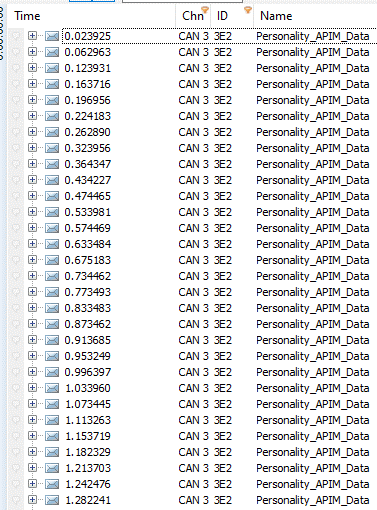 Time Chn ID Name
0.023925 CAN 3 3E2 Personality_APIM_Data
0.062963 CAN 3 3E2 Personality_APIM_Data
0.123931 CAN 3 3E2 Personality_APIM_Data
0.163716 CAN 3 3E2 Personality_APIM_Data
0.196956 CAN 3 3E2 Personality_APIM_Data
0.224183 CAN 3 3E2 Personality_APIM_Data
0.262890 CAN 3 3E2 Personality_APIM_Data
0.323956 CAN 3 3E2 Personality_APIM_Data
0.364347 CAN 3 3E2 Personality_APIM_Data
0.434227 CAN 3 3E2 Personality_APIM_Data
0.474465 CAN 3 3E2 Personality_APIM_Data
0.533981 CAN 3 3E2 Personality_APIM_Data
0.574469 CAN 3 3E2 Personality_APIM_Data
0.633484 CAN 3 3E2 Personality_APIM_Data
0.675183 CAN 3 3E2 Personality_APIM_Data
0.734462 CAN 3 3E2 Personality_APIM_Data
0.773493 CAN 3 3E2 Personality_APIM_Data
0.833483 CAN 3 3E2 Personality_APIM_Data
0.873462 CAN 3 3E2 Personality_APIM_Data
0.913685 CAN 3 3E2 Personality_APIM_Data
0.953249 CAN 3 3E2 Personality_APIM_Data
0.996397 CAN 3 3E2 Personality_APIM_Data
1.033960 CAN 3 3E2 Personality_APIM_Data
1.073445 CAN 3 3E2 Personality_APIM_Data
1.113263 CAN 3 3E2 Personality_APIM_Data
1.153719 CAN 3 3E2 Personality_APIM_Data
1.182329 CAN 3 3E2 Personality_APIM_Data
1.213703 CAN 3 3E2 Personality_APIM_Data
1.242476 CAN 3 3E2 Personality_APIM_Data
1.282241 CAN 3 3E2 Personality_APIM_Data